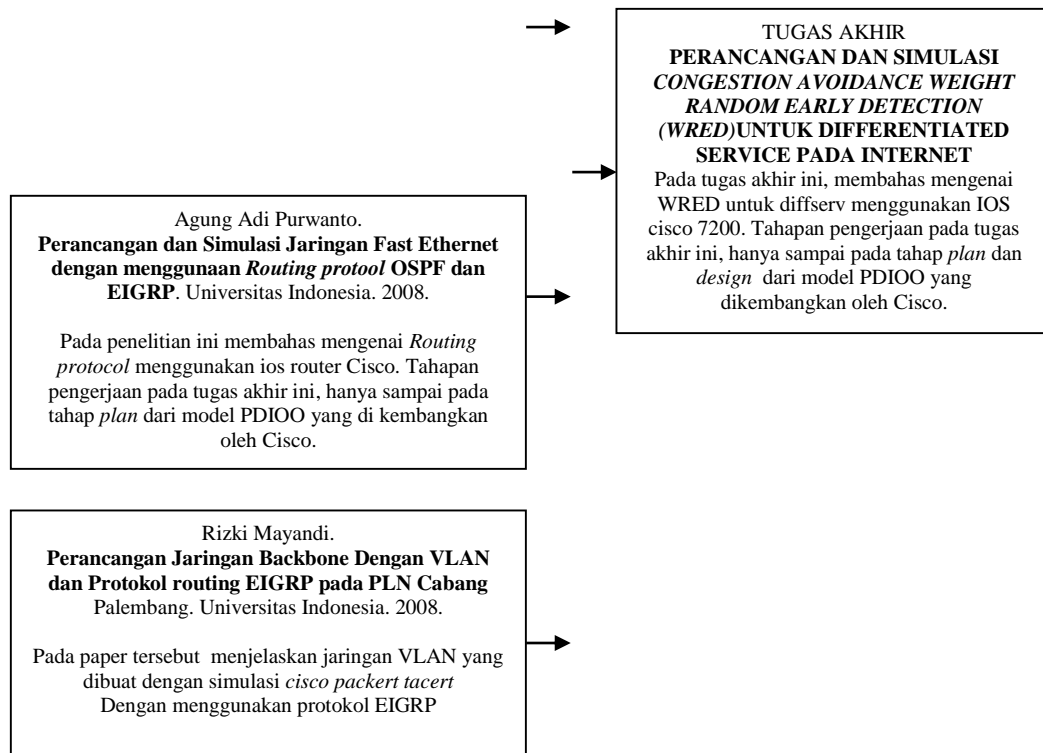 TUGAS AKHIR
PERANCANGAN DAN SIMULASI
CONGESTION AVOIDANCE WEIGHT
RANDOM EARLY DETECTION
(WRED)UNTUK DIFFERENTIATED
SERVICE PADA INTERNET
Pada tugas akhir ini, membahas mengenai
WRED untuk diffserv menggunakan IOS
cisco 7200. Tahapan pengerjaan pada tugas
akhir ini, hanya sampai pada tahap plan dan
design dari model PDIOO yang
dikembangkan oleh Cisco.
Agung Adi Purwanto.
Perancangan dan Simulasi Jaringan Fast Ethernet
dengan menggunaan Routing protool OSPF dan
EIGRP. Universitas Indonesia. 2008.
Pada penelitian ini membahas mengenai Routing
protocol menggunakan ios router Cisco. Tahapan
pengerjaan pada tugas akhir ini, hanya sampai pada
tahap plan dari model PDIOO yang di kembangkan
oleh Cisco.
Rizki Mayandi.
Perancangan Jaringan Backbone Dengan VLAN
dan Protokol routing EIGRP pada PLN Cabang
Palembang. Universitas Indonesia. 2008.
Pada paper tersebut menjelaskan jaringan VLAN yang
dibuat dengan simulasi cisco packert tacert
Dengan menggunakan protokol EIGRP